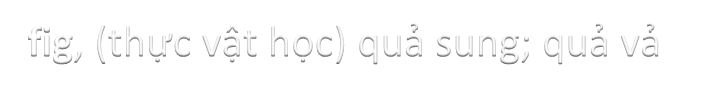 fig, (thực vật học) quả sung; quả vả